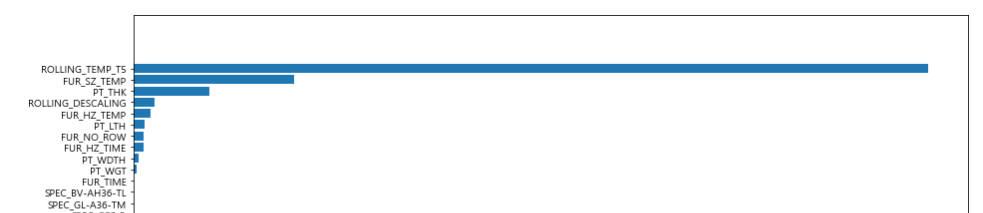 ROLLING_TEMP_T5
FUR_SZ_TEMP
PT_THK
ROLLING_DESCALING
FUR_HZ_TEMP
PT_LTH
FUR_NO_ROW
FUR_HZ_TIME
PT_WDTH
PT_WGT
FUR_TIME
SPEC_BV-AH36-TL
SPEC_GL-A36-TM